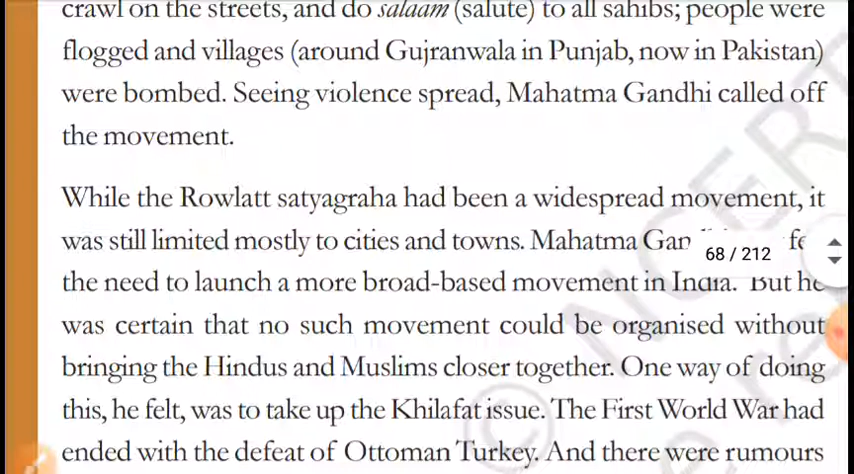 crawl on the streets, and do salaam (salute) to all sahibs; people were
flogged and villages (around Gujranwala in Punjab, now in Pakistan)
were bombed. Seeing violence spread, Mahatma Gandhi called off
the movement.
While the Rowlatt satyagraha had been a widespread movement, it
was still limited mostly to cities and towns. Mahatma Gan
68 / 212
the need to launch a more broad-based movement in India. But he
was certain that no such movement could be organised without
bringing the Hindus and Muslims closer together. One way of doing
this, he felt, was to take up the Khilafat issue. The First World War had
ended with the defeat of Ottoman Turkey. And there were rumours
© NCERT